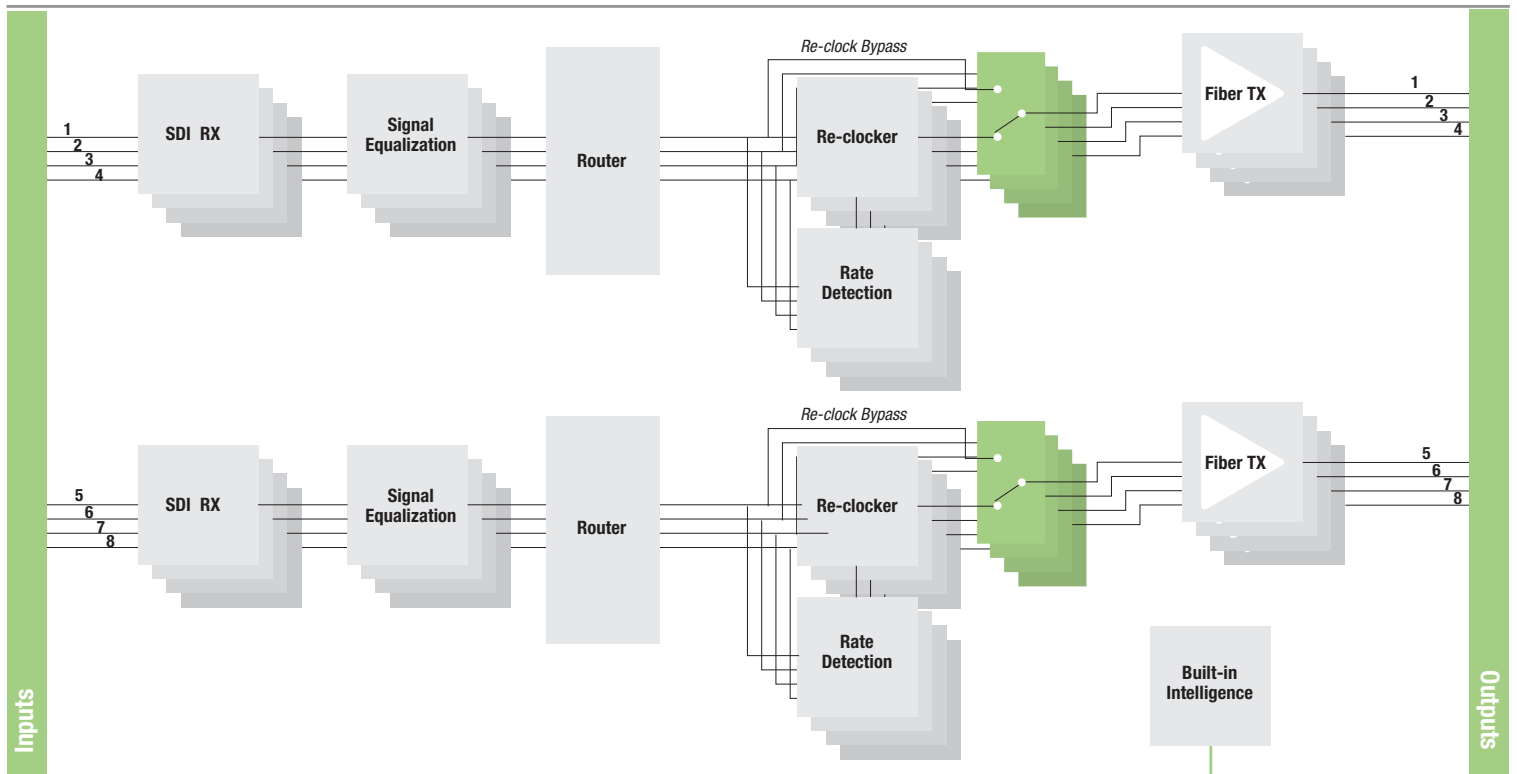 Inputs
Re-clock Bypass
1
2
3
4
SDI RX
Signal
Equalization
Router
Re-clocker
Rate
Detection
Fiber TX
1
2
3
4
Re-clock Bypass
5
6
7
8
SDI RX
Signal
Equalization
Router
Re-clocker
Rate
Detection
Fiber TX
5
6
7
8
Built-in
Intelligence
Outputs